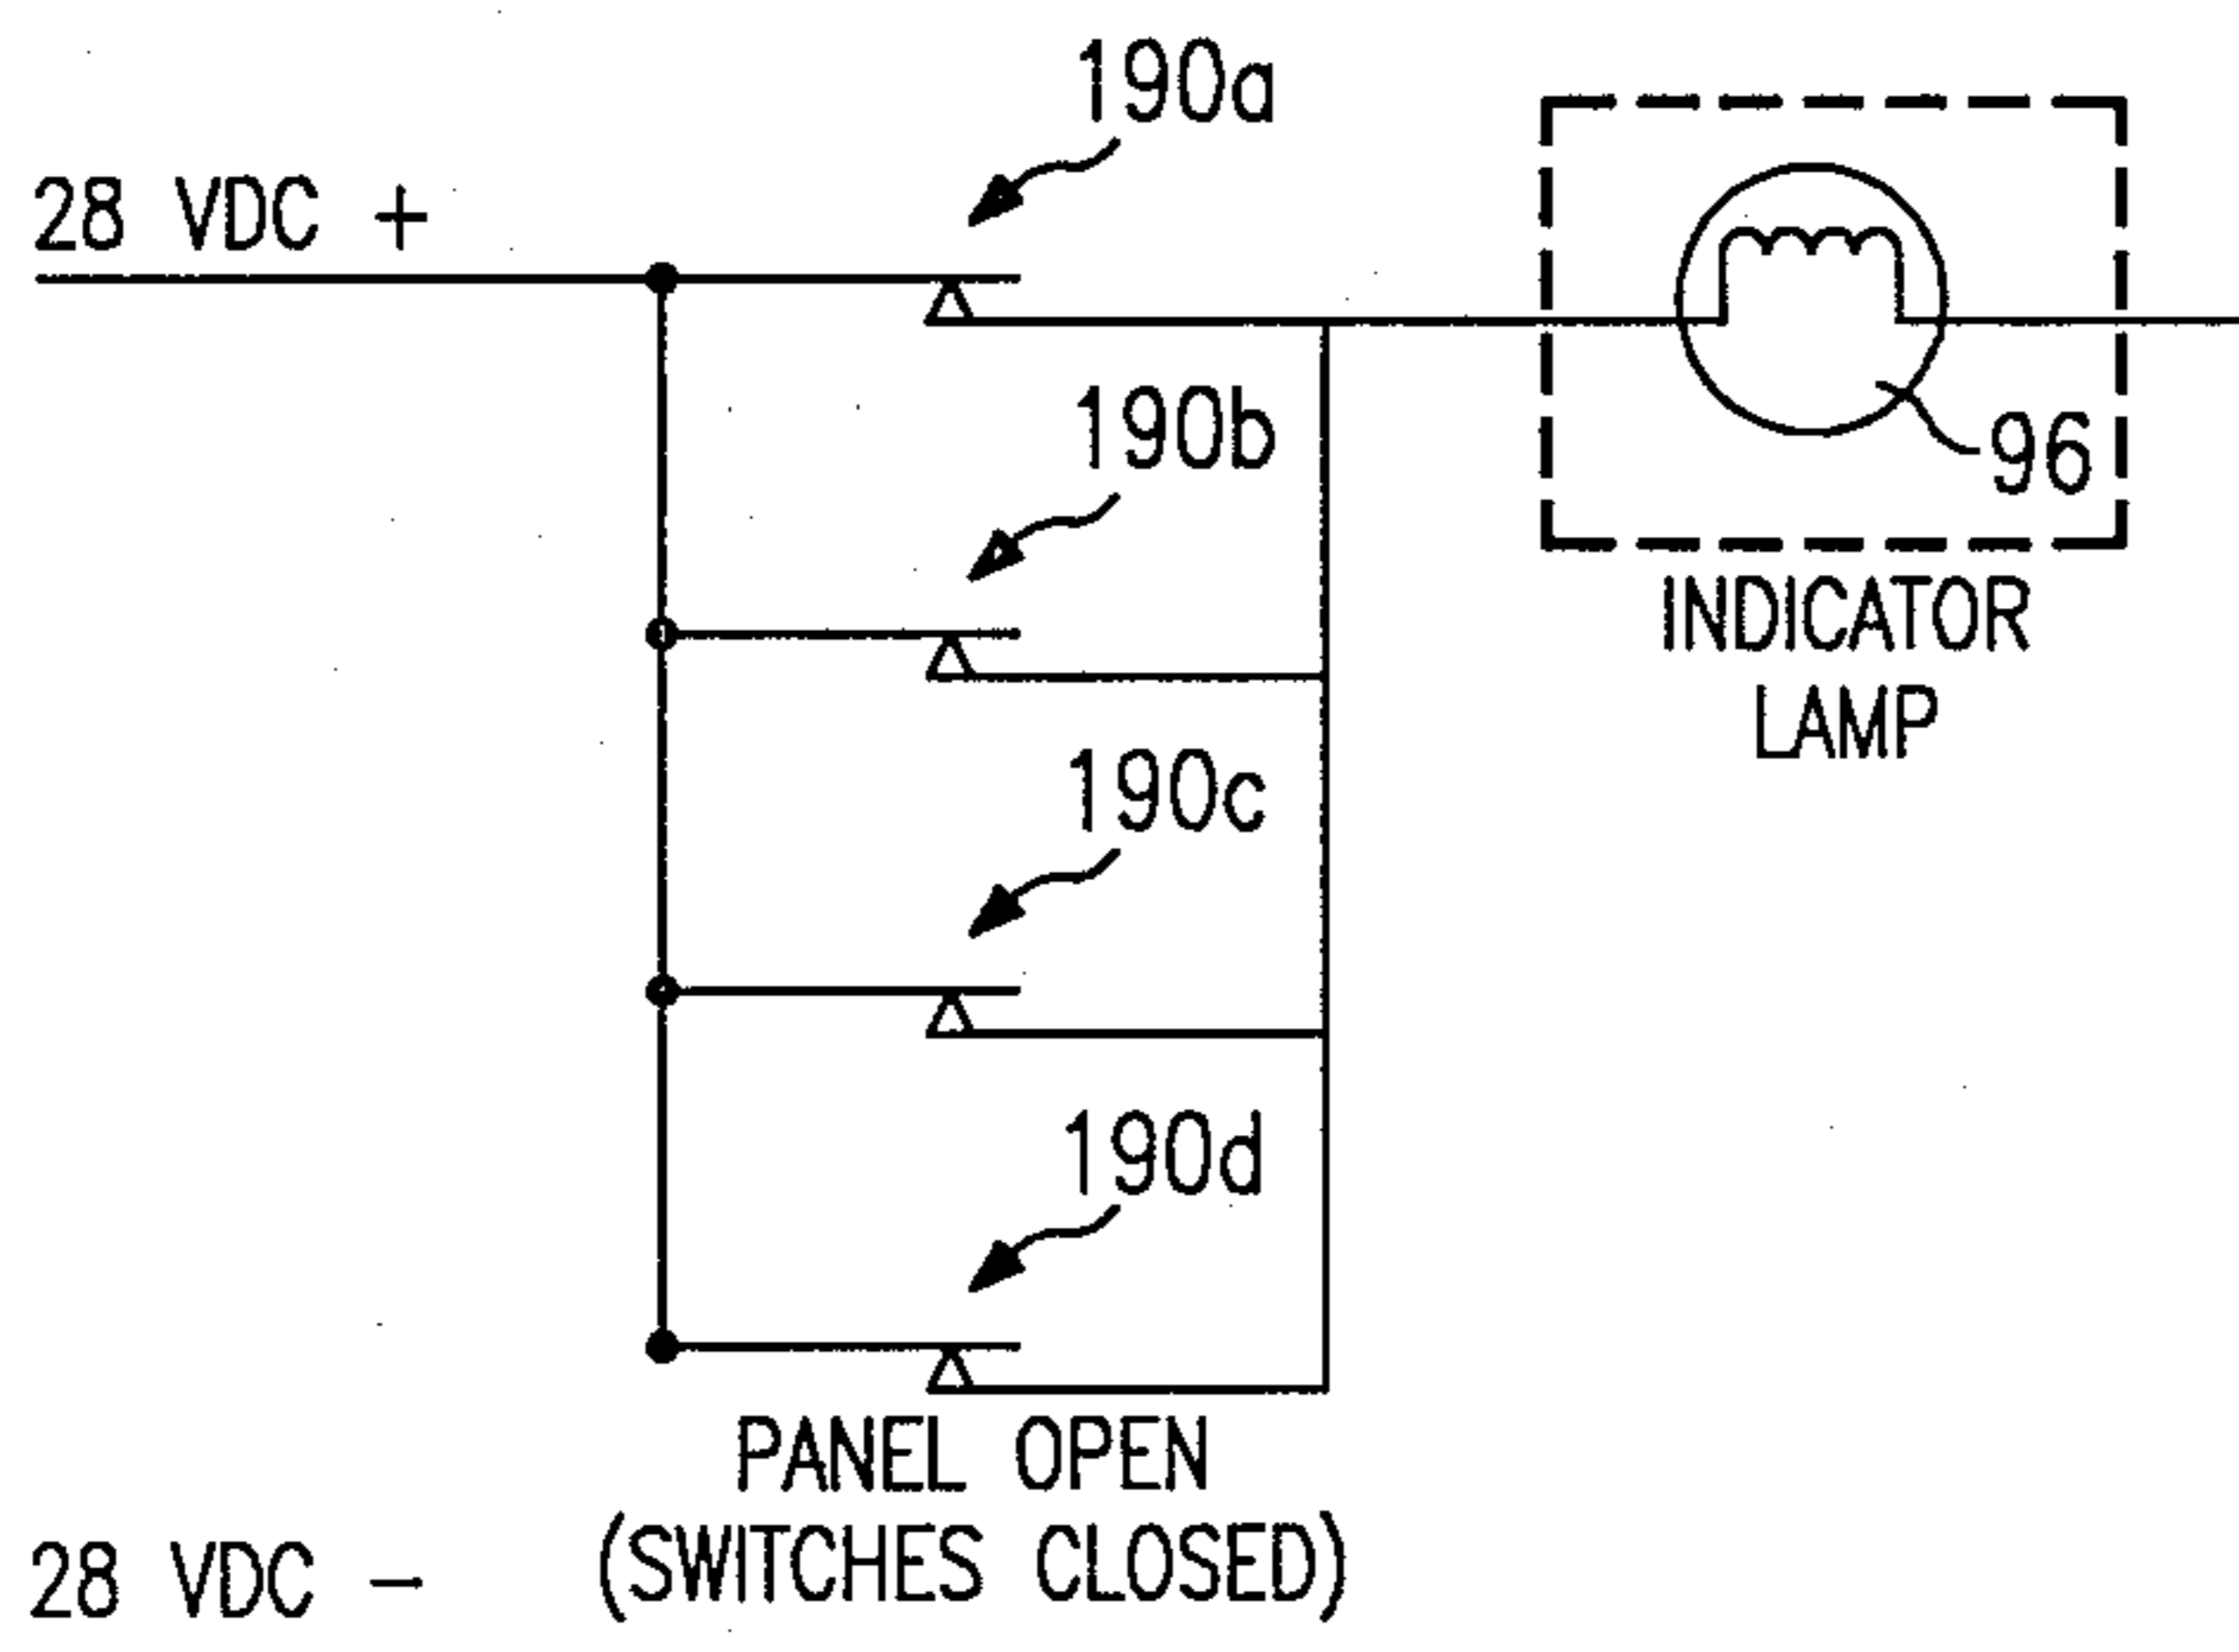 190a
28 VDC +
190b
96
INDICATOR
LAMP
190c
190d
PANEL OPEN
(SWITCHES CLOSED)
28 VDC −